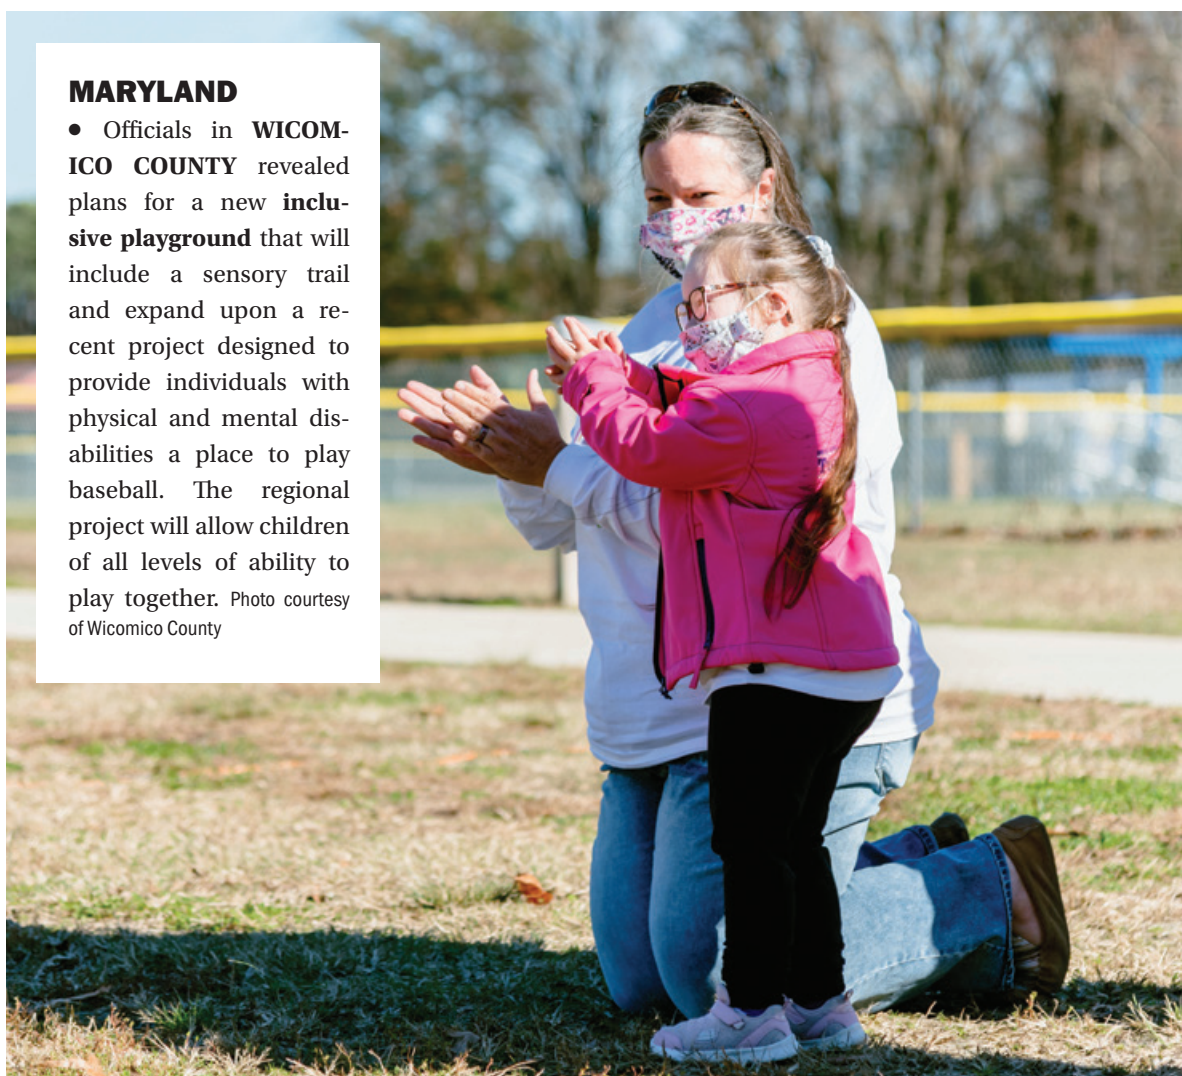 MARYLAND
• Officials in WICOM-
ICO COUNTY revealed
plans for a new inclu-
sive playground that will
include a sensory trail
and expand upon a re-
cent project designed to
provide individuals with
physical and mental dis-
abilities a place to play
baseball. The regional
project will allow children
of all levels of ability to
play together. Photo courtesy
of Wicomico County